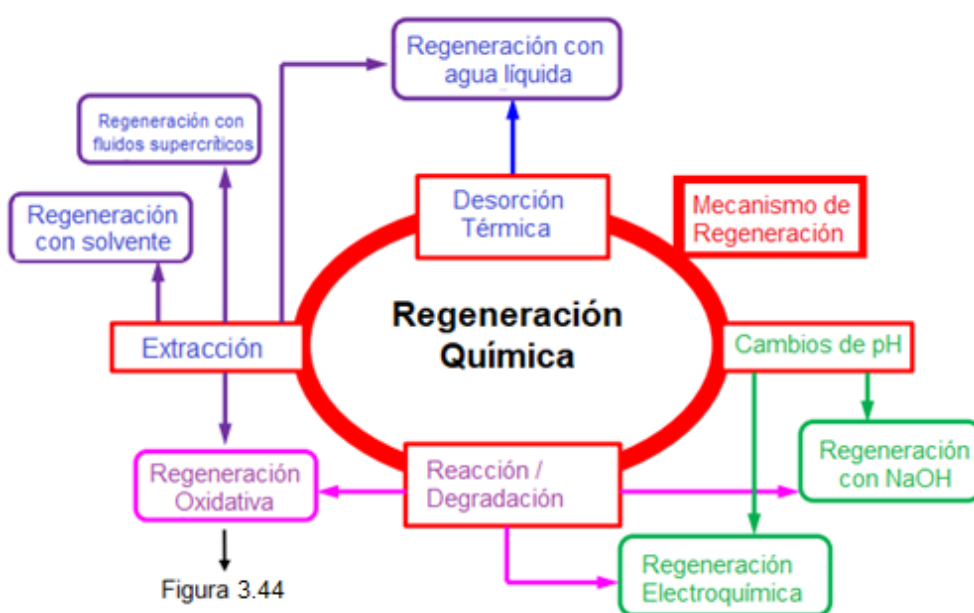 Regeneración con
agua líquida
Regeneración con
fluidos supercríticos
Regeneración
con solvente
Desorción
Térmica
Mecanismo de
Regeneración
Regeneración
Química
Extracción
Cambios de pH
Regeneración
Oxidativa
Reacción /
Degradación
Regeneración
con NaOH
Regeneración
Electroquímica
Figura 3.44